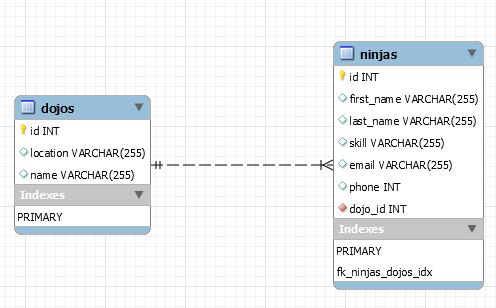 dojos
id INT
location VARCHAR(255)
name VARCHAR(255)
Indexes
PRIMARY
ninjas
id INT
first_name VARCHAR(255)
last_name VARCHAR(255)
skill VARCHAR(255)
email VARCHAR(255)
phone INT
dojo_id INT
Indexes
PRIMARY
fk_ninjas_dojos_idx